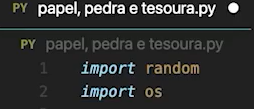 PY papel, pedra e tesoura.py
PY papel, pedra e tesoura.py
1 import random
2 import os